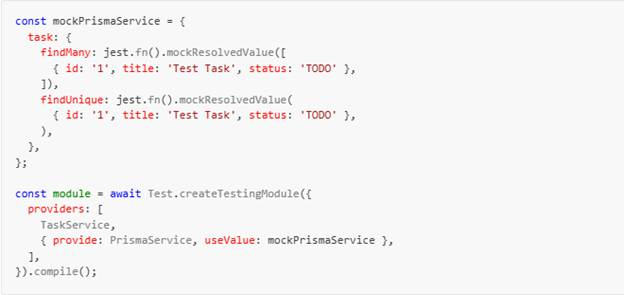 const mockPrismaService = {
  task: {
    findMany: jest.fn().mockResolvedValue([
      { id: '1', title: 'Test Task', status: 'TODO' },
    ]),
    findUnique: jest.fn().mockResolvedValue(
      { id: '1', title: 'Test Task', status: 'TODO' },
    ),
  },
};
const module = await Test.createTestingModule({
  providers: [
    TaskService,
    { provide: PrismaService, useValue: mockPrismaService },
  ],
}).compile();